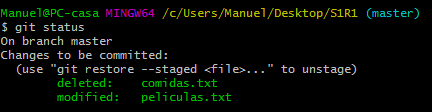 Manuel@PC-casa MINGW64 /c/Users/Manuel/Desktop/S1R1 (master)
$ git status
On branch master
Changes to be committed:
  (use "git restore --staged <file>..." to unstage)
        deleted:    comidas.txt
        modified:   peliculas.txt